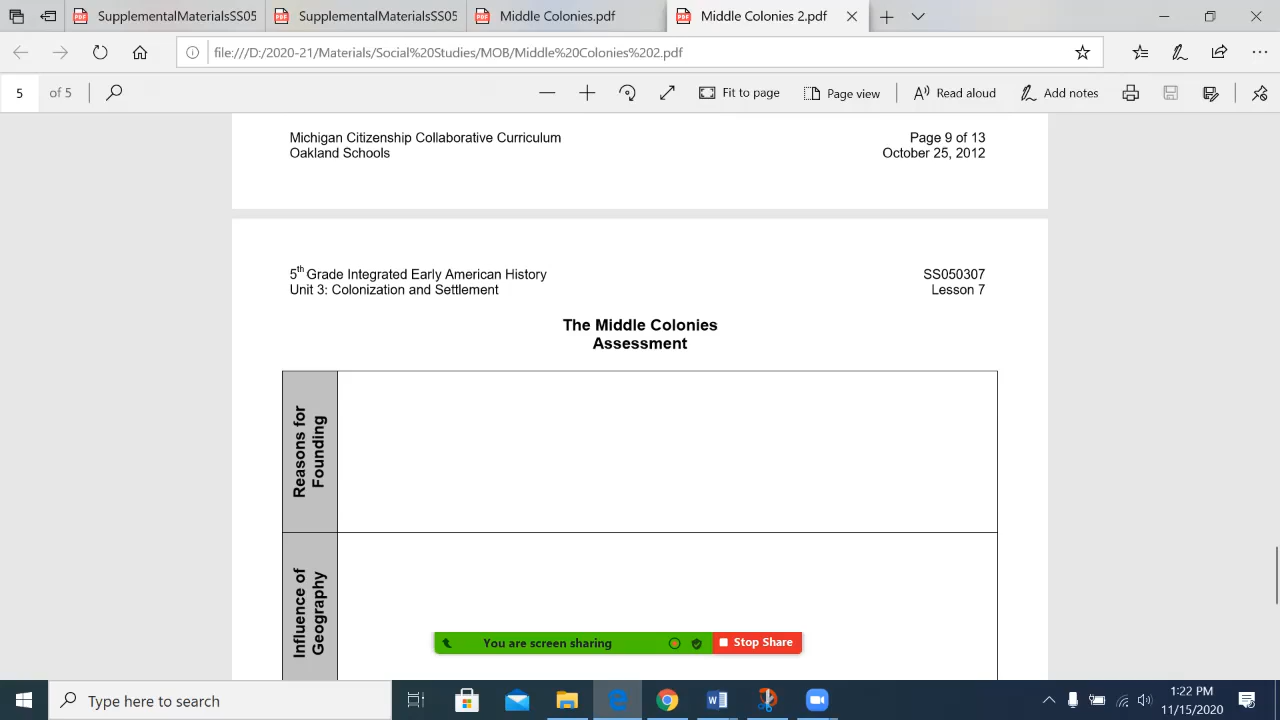 SupplementalMaterialsSS05
SupplementalMaterialsSS05
Middle Colonies.pdf
Middle Colonies 2.pdf
file:///D:/2020-21/Materials/Social%20Studies/MOB/Middle%20Colonies%202.pdf
5 of 5
Fit to page
Page view
Read aloud
Add notes
Michigan Citizenship Collaborative Curriculum Page 9 of 13
Oakland Schools October 25, 2012
5th Grade Integrated Early American History SS050307
Unit 3: Colonization and Settlement Lesson 7
The Middle Colonies
Assessment
Reasons for
Founding
Influence of
Geography
You are screen sharing
Stop Share
Type here to search
1:22 PM
11/15/2020